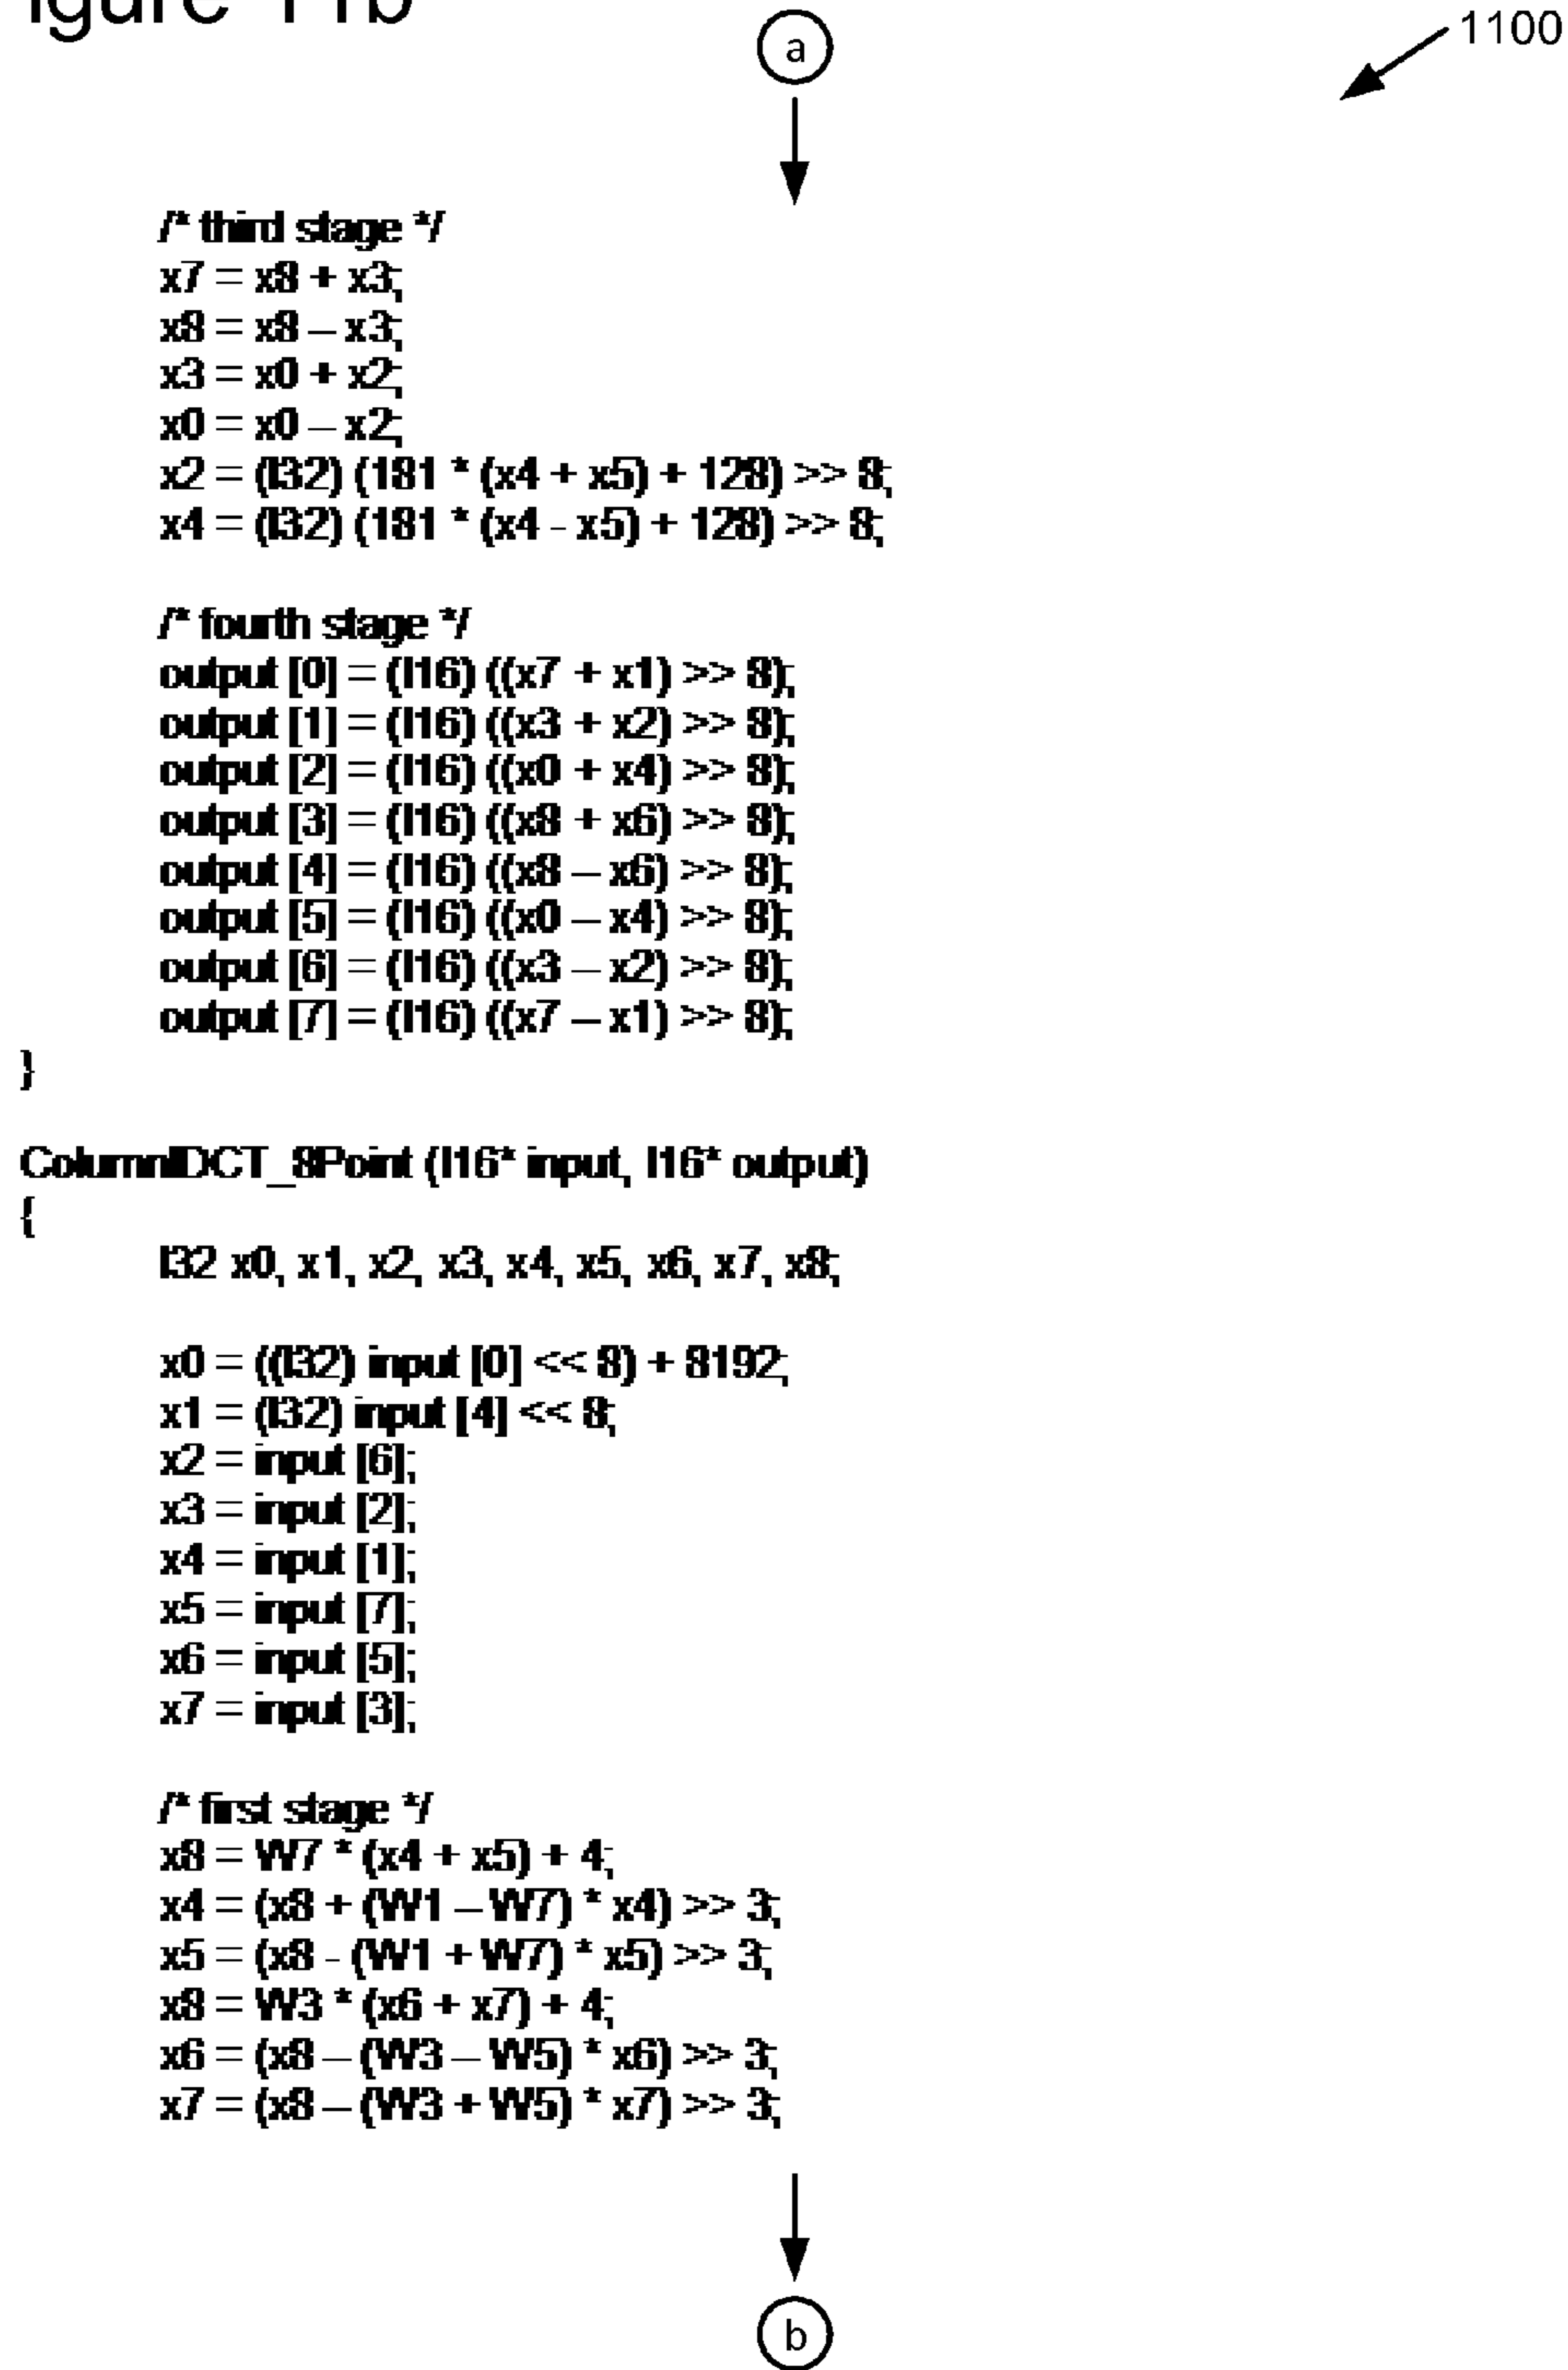 igure 11b
a
1100
/* third stage */
x7 = x8 + x3;
x8 = x8 – x3;
x3 = x0 + x2;
x0 = x0 – x2;
x2 = (I32) (181 * (x4 + x5) + 128) >> 8;
x4 = (I32) (181 * (x4 - x5) + 128) >> 8;
/* fourth stage */
output [0] = (I16) ((x7 + x1) >> 8);
output [1] = (I16) ((x3 + x2) >> 8);
output [2] = (I16) ((x0 + x4) >> 8);
output [3] = (I16) ((x8 + x6) >> 8);
output [4] = (I16) ((x8 – x6) >> 8);
output [5] = (I16) ((x0 – x4) >> 8);
output [6] = (I16) ((x3 – x2) >> 8);
output [7] = (I16) ((x7 – x1) >> 8);
}
ColumnIDCT_8Point (I16* input, I16* output)
{
I32 x0, x1, x2, x3, x4, x5, x6, x7, x8;
x0 = ((I32) input [0] << 8) + 8192;
x1 = (I32) input [4] << 8;
x2 = input [6];
x3 = input [2];
x4 = input [1];
x5 = input [7];
x6 = input [5];
x7 = input [3];
/* first stage */
x8 = W7 * (x4 + x5) + 4;
x4 = (x8 + (W1 – W7) * x4) >> 3;
x5 = (x8 - (W1 + W7) * x5) >> 3;
x8 = W3 * (x6 + x7) + 4;
x6 = (x8 – (W3 – W5) * x6) >> 3;
x7 = (x8 – (W3 + W5) * x7) >> 3;
b